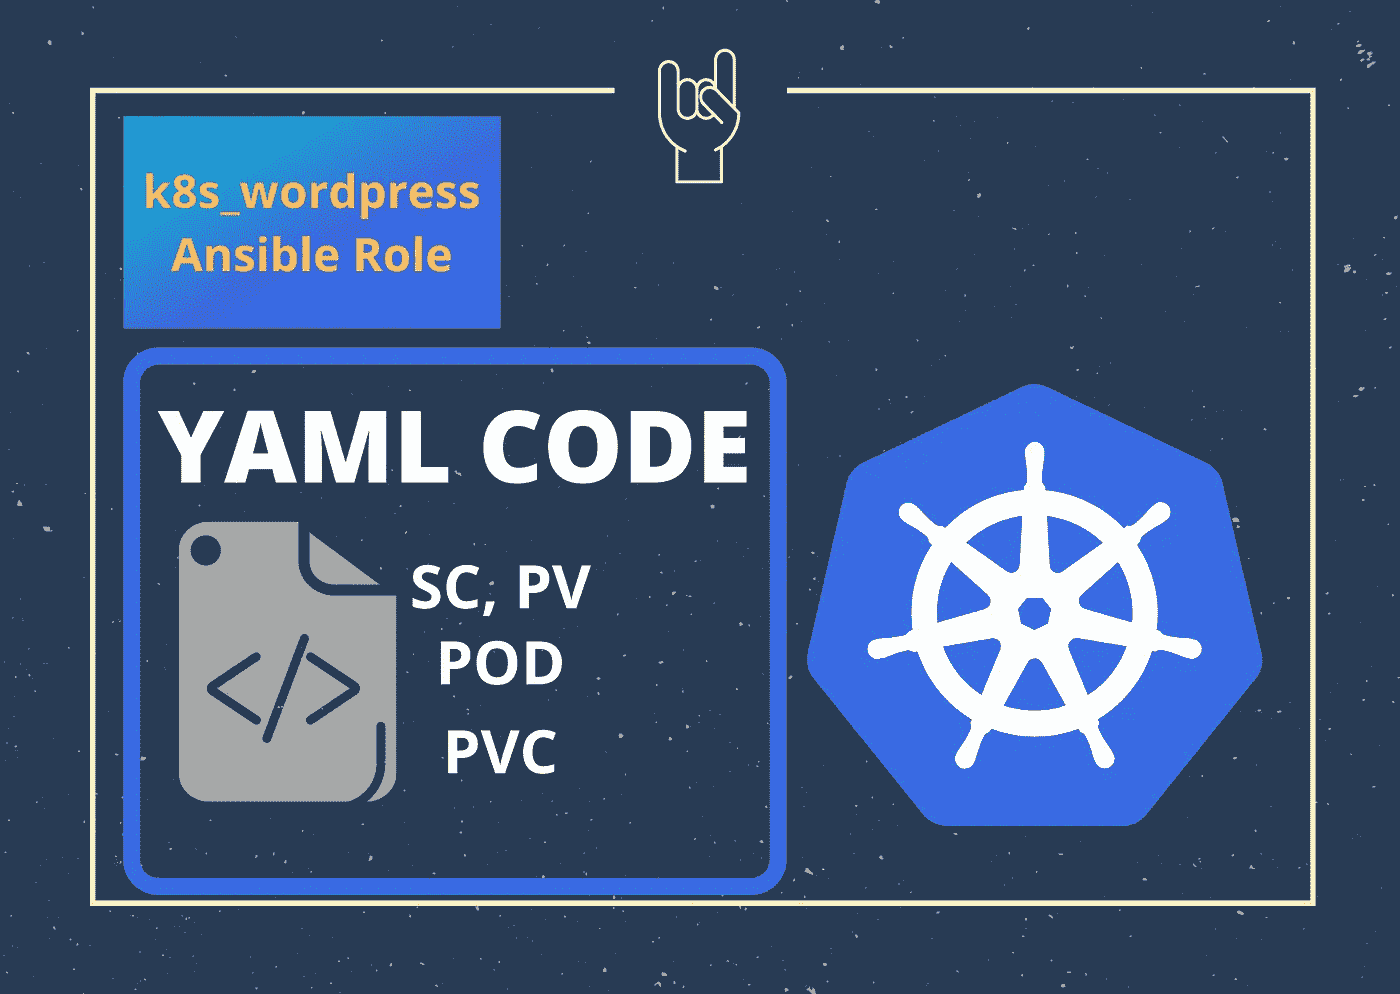 k8s_wordpress
Ansible Role
YAML CODE
SC, PV
POD
PVC